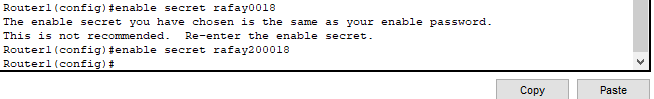 Router1(config)#enable secret rafay0018
The enable secret you have chosen is the same as your enable password.
This is not recommended.  Re-enter the enable secret.
Router1(config)#enable secret rafay200018
Router1(config)#
Copy
Paste